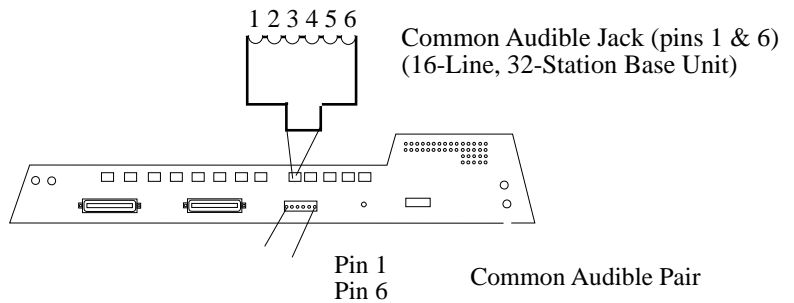 1 2 3 4 5 6
Common Audible Jack (pins 1 & 6)
(16-Line, 32-Station Base Unit)
Pin 1
Pin 6
Common Audible Pair